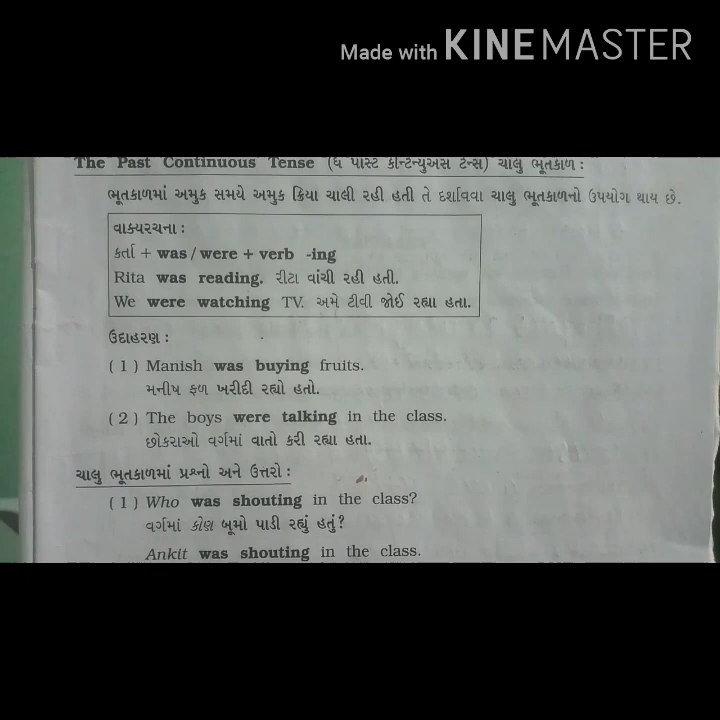 Made with KINEMASTER
The Past Continuous Tense (ધ પાસ્ટ કન્ટિન્યુઅસ ટેન્સ) ચાલુ ભૂતકાળ :
ભૂતકાળમાં અમુક સમયે અમુક ક્રિયા ચાલી રહી હતી તે દર્શાવવા ચાલુ ભૂતકાળનો ઉપયોગ થાય છે.
વાક્યરચના :
કર્તા + was / were + verb -ing
Rita was reading. રીટા વાંચી રહી હતી.
We were watching TV. અમે ટીવી જોઈ રહ્યા હતા.
ઉદાહરણ :
( 1 ) Manish was buying fruits.
મનીષ ફળ ખરીદી રહ્યો હતો.
( 2 ) The boys were talking in the class.
છોકરાઓ વર્ગમાં વાતો કરી રહ્યા હતા.
ચાલુ ભૂતકાળમાં પ્રશ્નો અને ઉત્તરો :
( 1 ) Who was shouting in the class?
વર્ગમાં કોણ બૂમો પાડી રહ્યું હતું?
Ankit was shouting in the class.